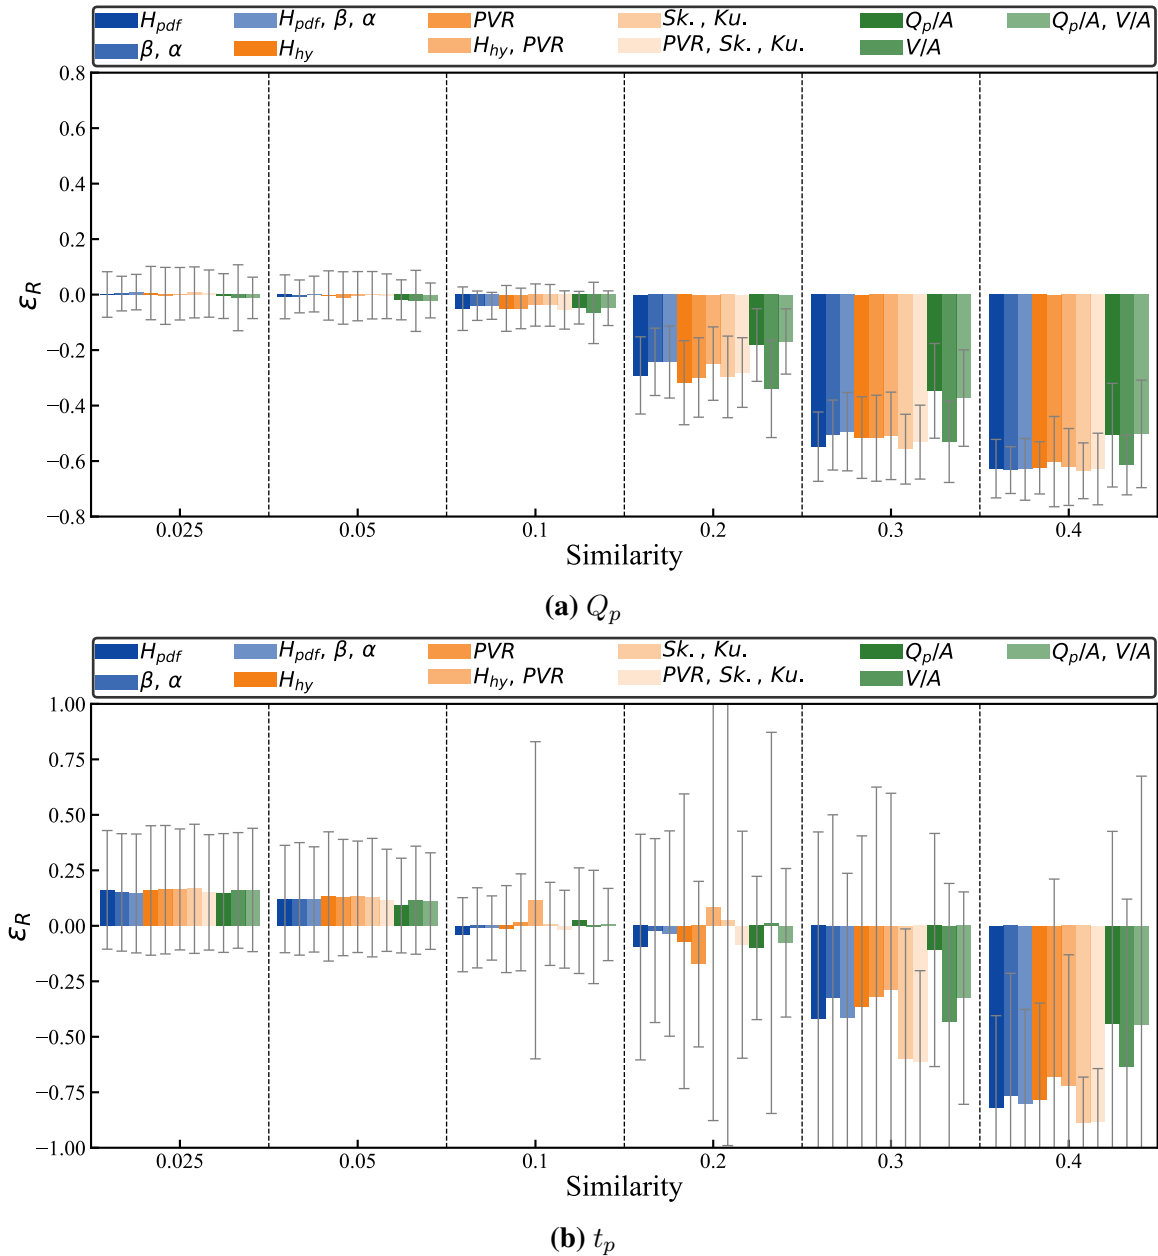 H_pdf H_pdf, β, α PVR Sk. , Ku. Q_p/A Q_p/A, V/A
β, α H_hy H_hy, PVR PVR, Sk. , Ku. V/A
0.8
0.6
0.4
0.2
0.0
−0.2
−0.4
−0.6
−0.8
ε_R
0.025 0.05 0.1 0.2 0.3 0.4
Similarity
(a) Q_p
H_pdf H_pdf, β, α PVR Sk. , Ku. Q_p/A Q_p/A, V/A
β, α H_hy H_hy, PVR PVR, Sk. , Ku. V/A
1.00
0.75
0.50
0.25
0.00
−0.25
−0.50
−0.75
−1.00
ε_R
0.025 0.05 0.1 0.2 0.3 0.4
Similarity
(b) t_p